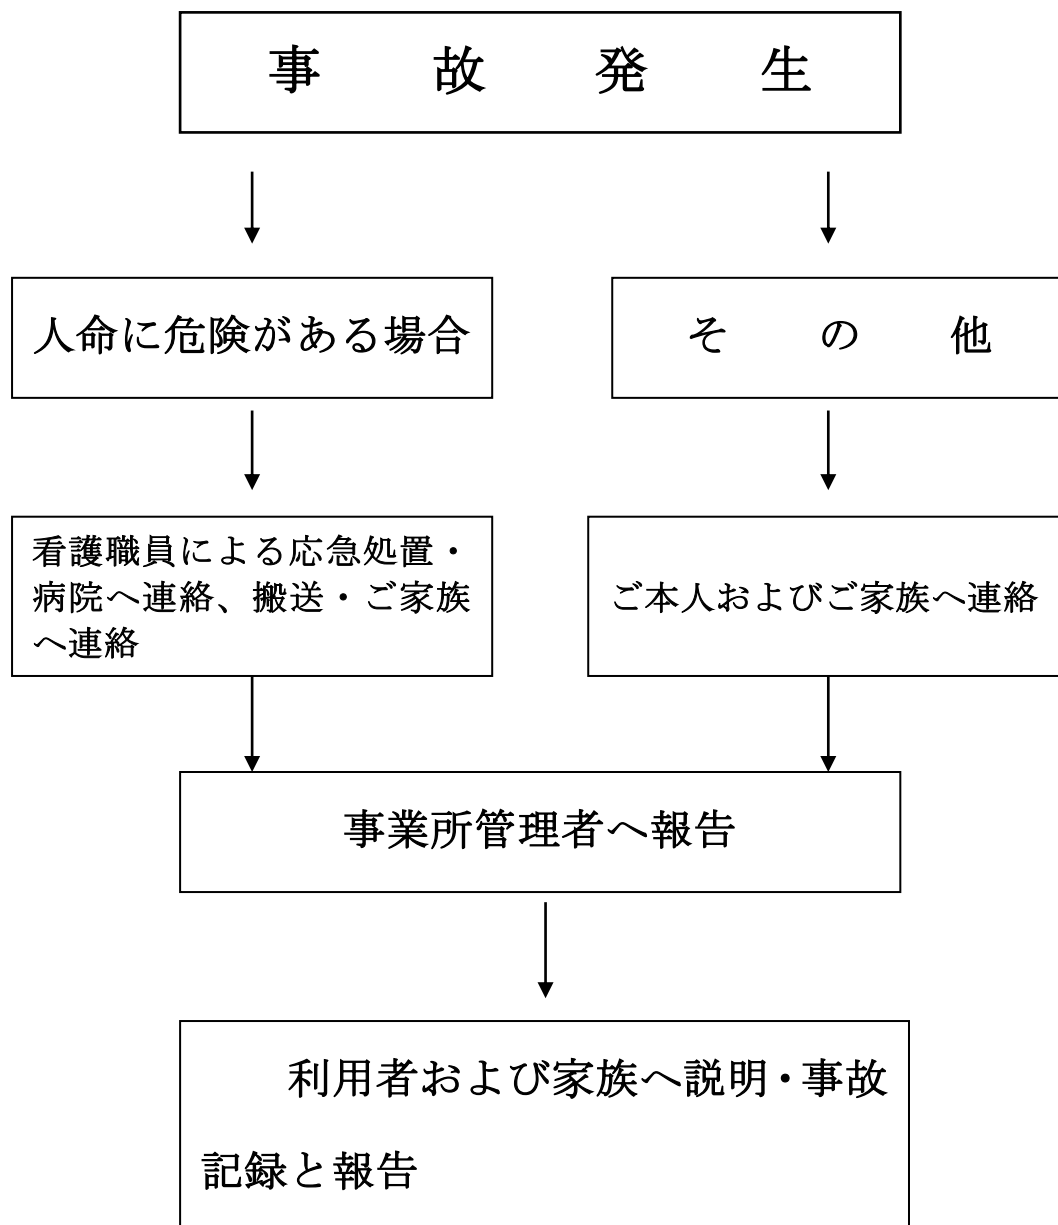 事故発生
人命に危険がある場合
その他
看護職員による応急処置・
病院へ連絡、搬送・ご家族
へ連絡
ご本人およびご家族へ連絡
事業所管理者へ報告
利用者および家族へ説明・事故
記録と報告